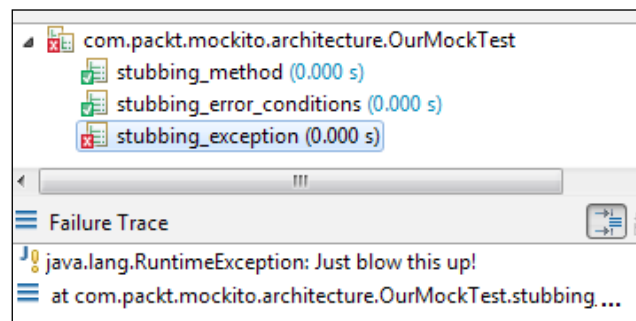 com.packt.mockito.architecture.OurMockTest
stubbing_method (0.000 s)
stubbing_error_conditions (0.000 s)
stubbing_exception (0.000 s)
Failure Trace
java.lang.RuntimeException: Just blow this up!
at com.packt.mockito.architecture.OurMockTest.stubbing ...